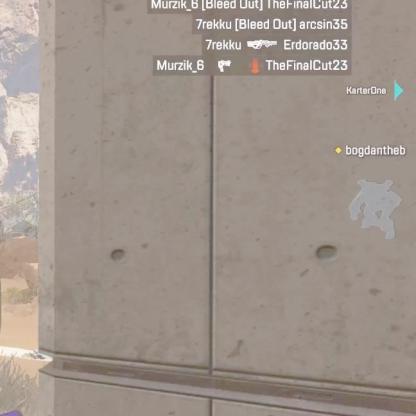 Murzik_6 [Bleed Out] TheFinalCut23
7rekku [Bleed Out] arcsin35
7rekku Erdorado33
Murzik_6 TheFinalCut23
KarterOne
bogdantheb